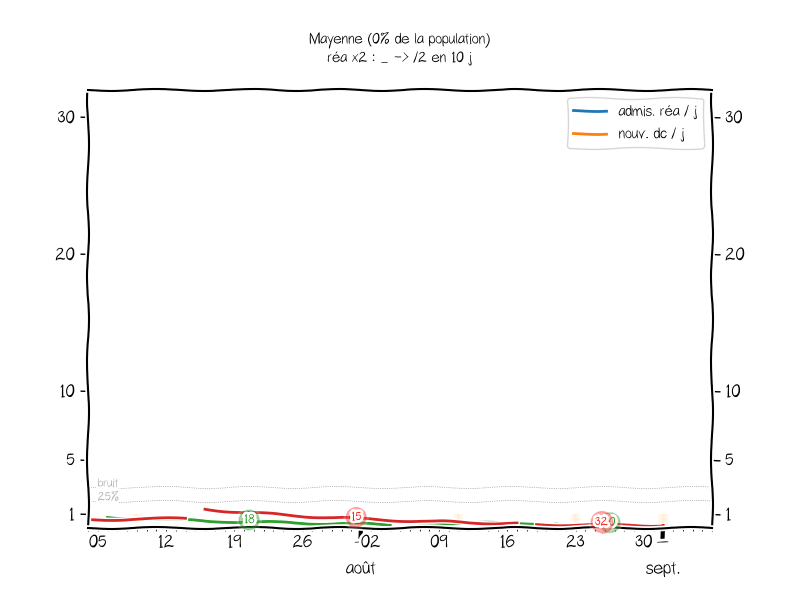 Mayenne (0% de la population)
réa x2 : _ -> /2 en 10 j
admis. réa / j
nouv. dc / j
30
30
20
20
10
10
5
5
bruit
25%
1
1
18
15
32
05 12 19 26 02 09 16 23 30
août sept.